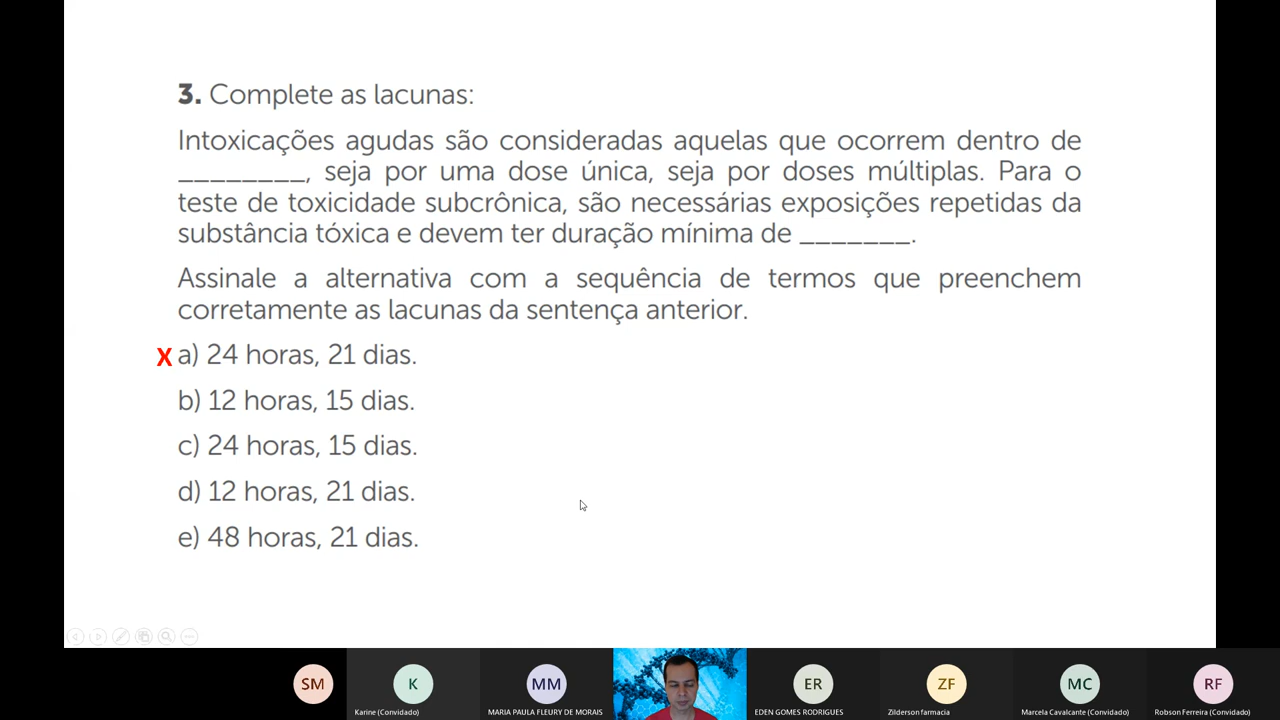 3. Complete as lacunas:
Intoxicações agudas são consideradas aquelas que ocorrem dentro de
________, seja por uma dose única, seja por doses múltiplas. Para o
teste de toxicidade subcrônica, são necessárias exposições repetidas da
substância tóxica e devem ter duração mínima de _______.
Assinale a alternativa com a sequência de termos que preenchem
corretamente as lacunas da sentença anterior.
X a) 24 horas, 21 dias.
b) 12 horas, 15 dias.
c) 24 horas, 15 dias.
d) 12 horas, 21 dias.
e) 48 horas, 21 dias.
SM K MM ER ZF MC RF
Karine (Convidado) MARIA PAULA FLEURY DE MORAIS EDEN GOMES RODRIGUES Zilderson farmacia Marcela Cavalcante (Convidado) Robson Ferreira (Convidado)